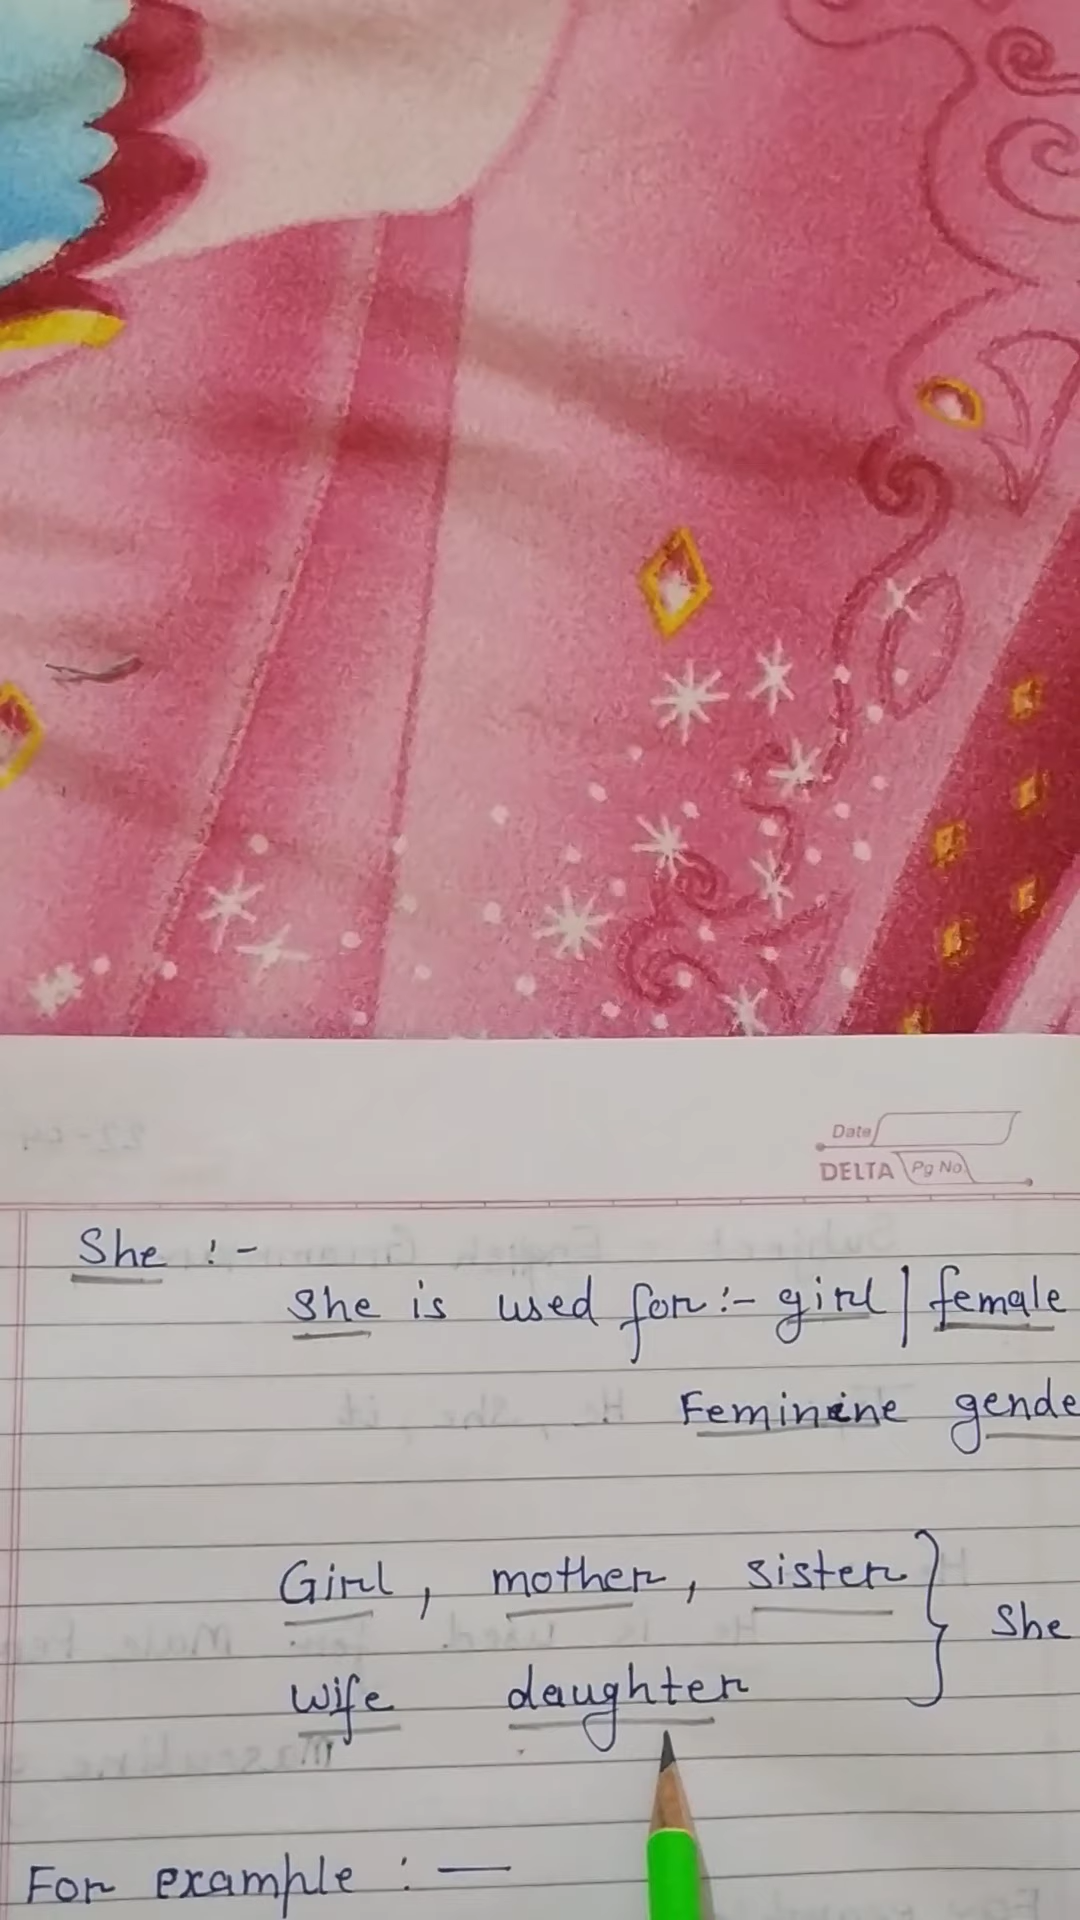 Date
DELTA Pg No.
She :-
She is used for :- girl / female
Feminine gende
Girl, mother, sister } She
wife daughter
For example : —